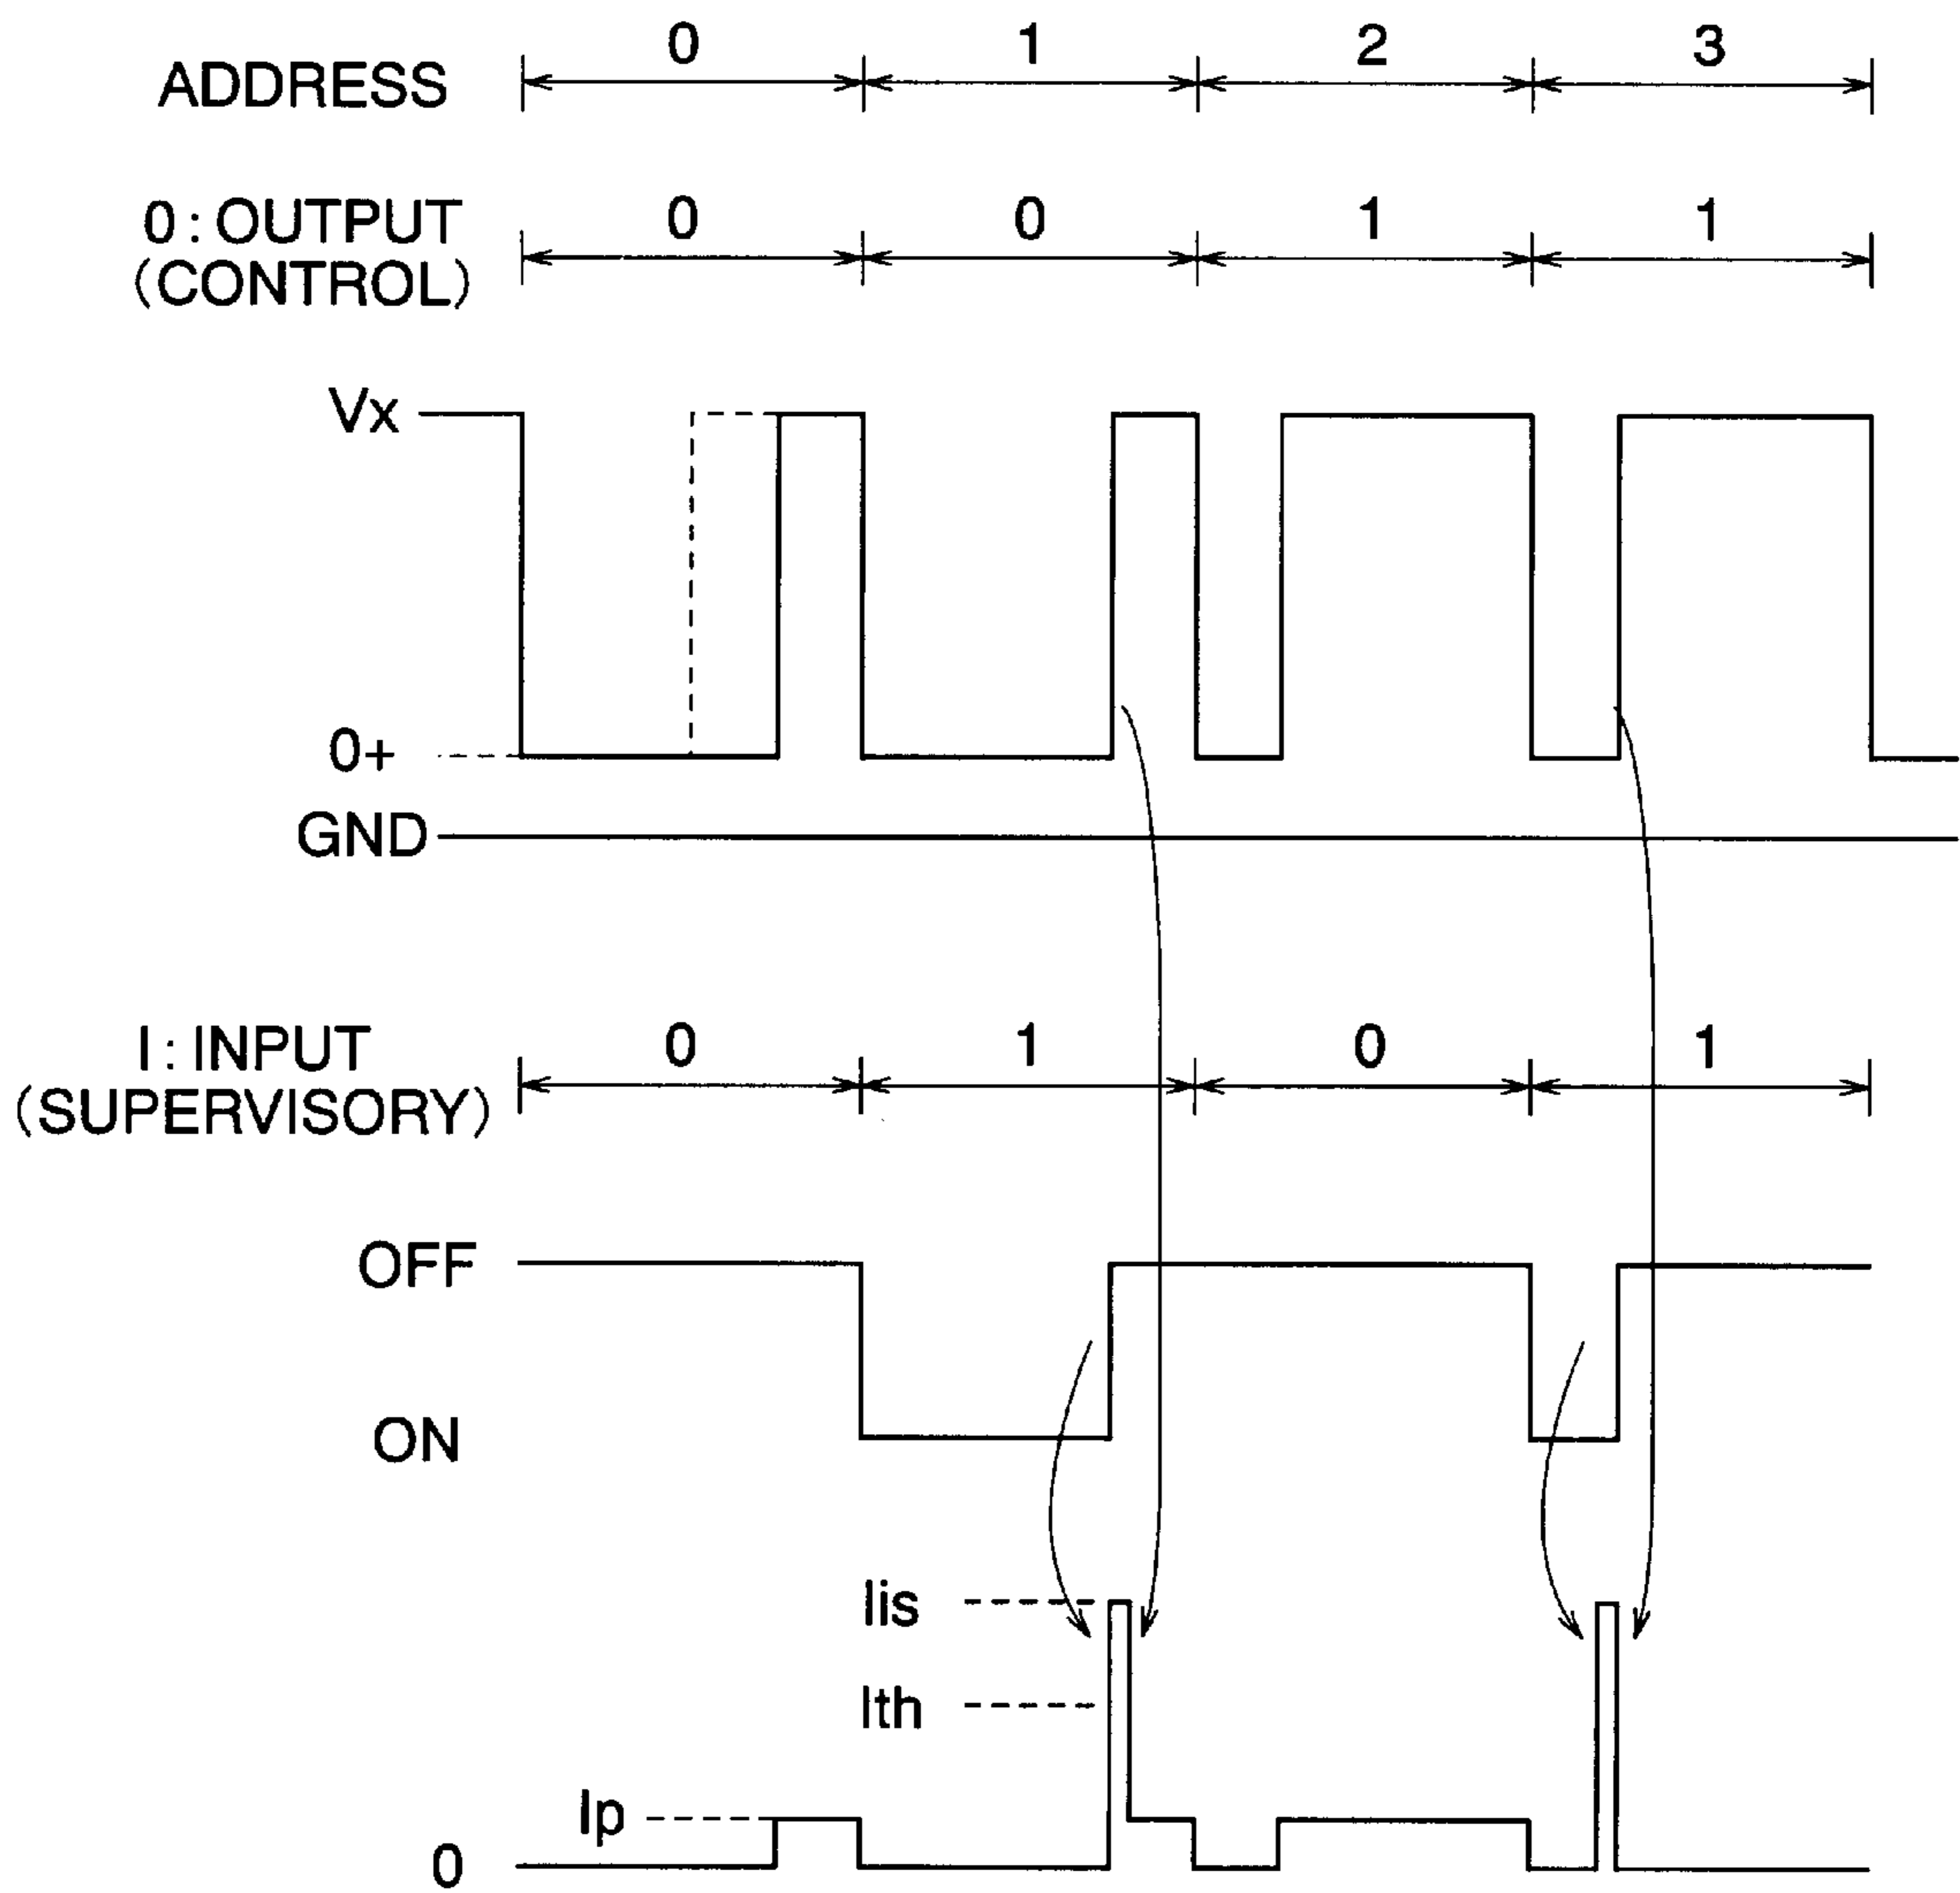 ADDRESS 0 1 2 3
0 : OUTPUT 0 0 1 1
(CONTROL)
Vx
0+
GND
I : INPUT 0 1 0 1
(SUPERVISORY)
OFF
ON
Iis
Ith
Ip
0